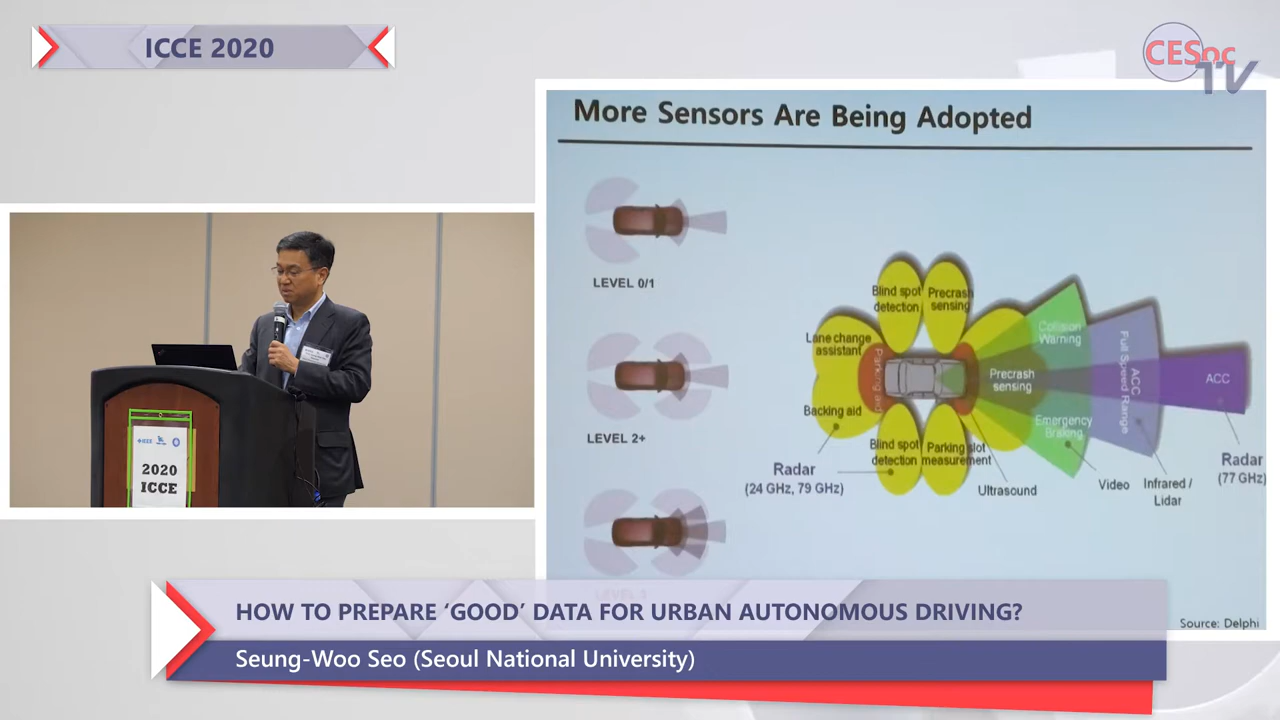 ICCE 2020
CESoc
TV
More Sensors Are Being Adopted
LEVEL 0/1
LEVEL 2+
Blind spot
detection
Precrash
sensing
Lane change
assistant
Parking aid
Backing aid
Blind spot
detection
Parking slot
measurement
Precrash
sensing
Collision
Warning
Emergency
Braking
ACC
Full Speed Range
ACC
Radar
(24 GHz, 79 GHz)
Ultrasound
Video
Infrared /
Lidar
Radar
(77 GHz)
Source: Delphi
IEEE
2020
ICCE
HOW TO PREPARE ‘GOOD’ DATA FOR URBAN AUTONOMOUS DRIVING?
Seung-Woo Seo (Seoul National University)